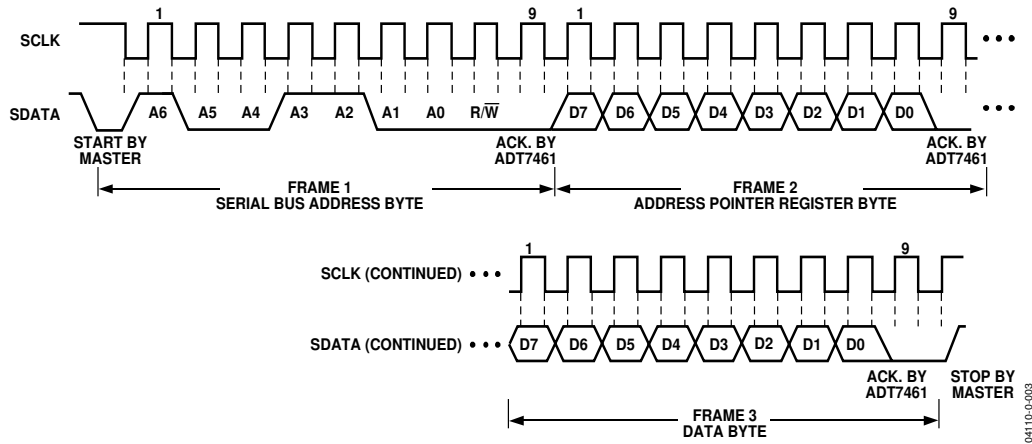 1 9 1 9
SCLK
SDATA A6 A5 A4 A3 A2 A1 A0 R/W̅ D7 D6 D5 D4 D3 D2 D1 D0
START BY
MASTER
ACK. BY
ADT7461
ACK. BY
ADT7461
FRAME 1
SERIAL BUS ADDRESS BYTE
FRAME 2
ADDRESS POINTER REGISTER BYTE
1 9
SCLK (CONTINUED)
SDATA (CONTINUED) D7 D6 D5 D4 D3 D2 D1 D0
ACK. BY
ADT7461
STOP BY
MASTER
FRAME 3
DATA BYTE
04110-0-003